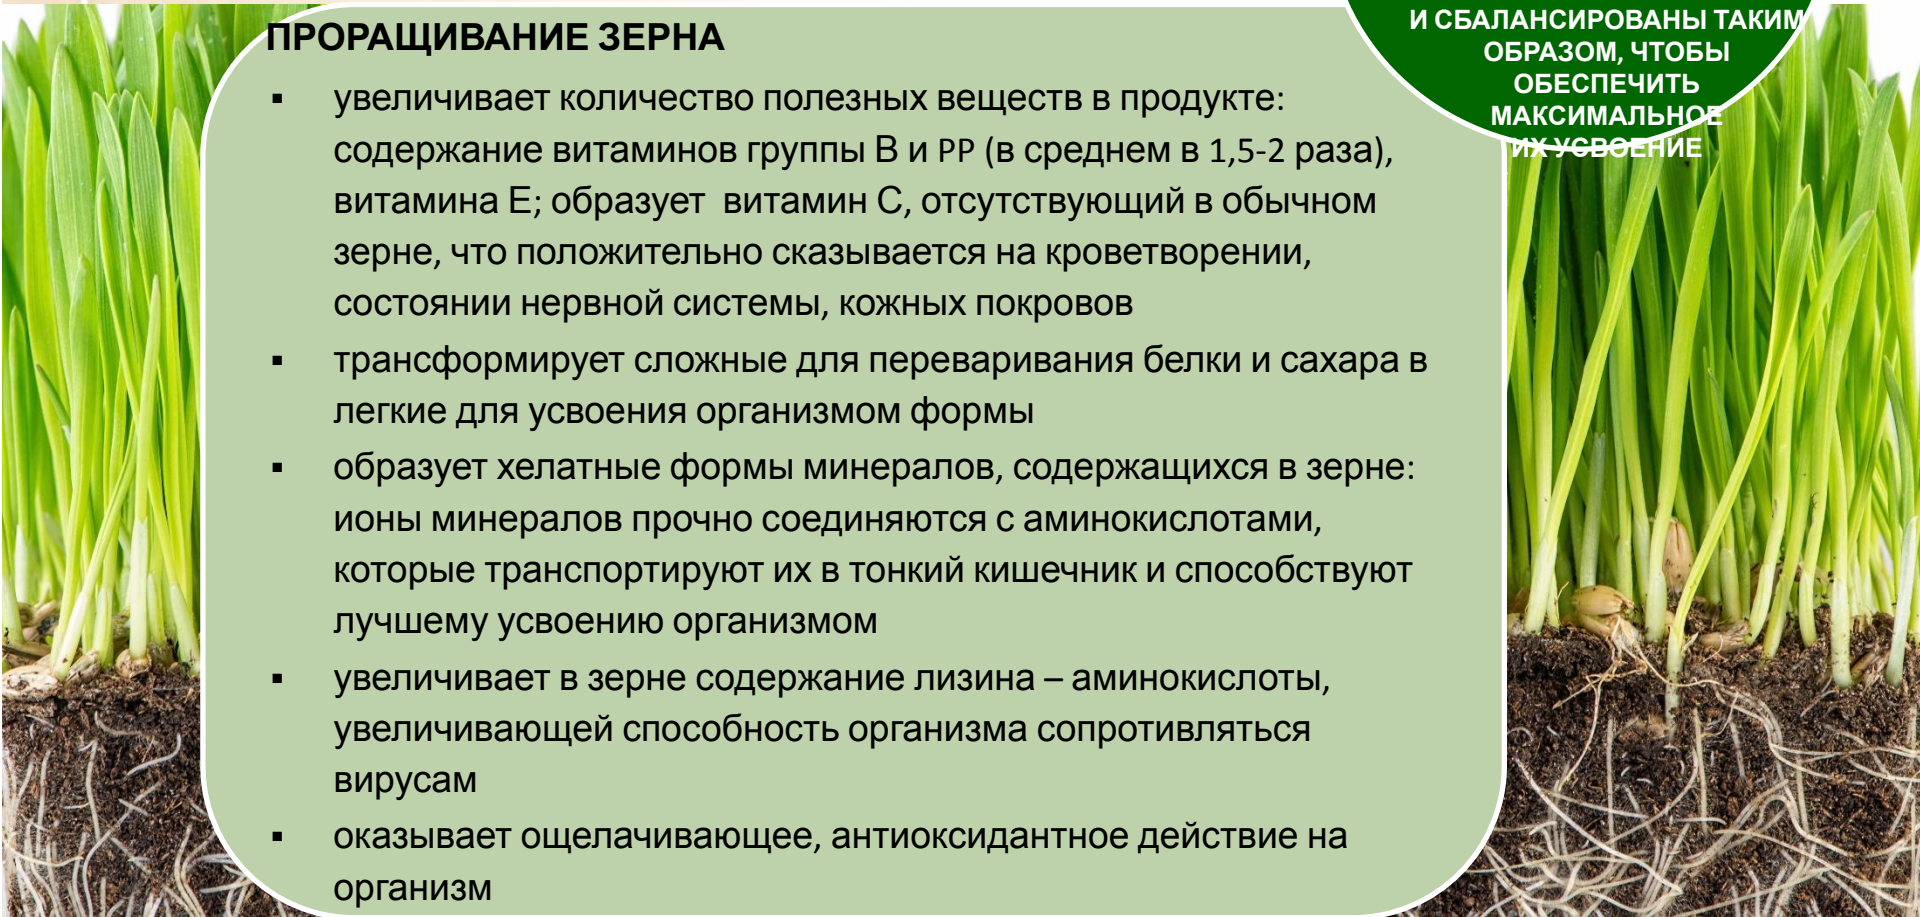 ПРОРАЩИВАНИЕ ЗЕРНА
▪ увеличивает количество полезных веществ в продукте:
содержание витаминов группы В и РР (в среднем в 1,5-2 раза),
витамина Е; образует  витамин С, отсутствующий в обычном
зерне, что положительно сказывается на кроветворении,
состоянии нервной системы, кожных покровов
▪ трансформирует сложные для переваривания белки и сахара в
легкие для усвоения организмом формы
▪ образует хелатные формы минералов, содержащихся в зерне:
ионы минералов прочно соединяются с аминокислотами,
которые транспортируют их в тонкий кишечник и способствуют
лучшему усвоению организмом
▪ увеличивает в зерне содержание лизина – аминокислоты,
увеличивающей способность организма сопротивляться
вирусам
▪ оказывает ощелачивающее, антиоксидантное действие на
организм
И СБАЛАНСИРОВАНЫ ТАКИМ
ОБРАЗОМ, ЧТОБЫ
ОБЕСПЕЧИТЬ
МАКСИМАЛЬНОЕ
ИХ УСВОЕНИЕ